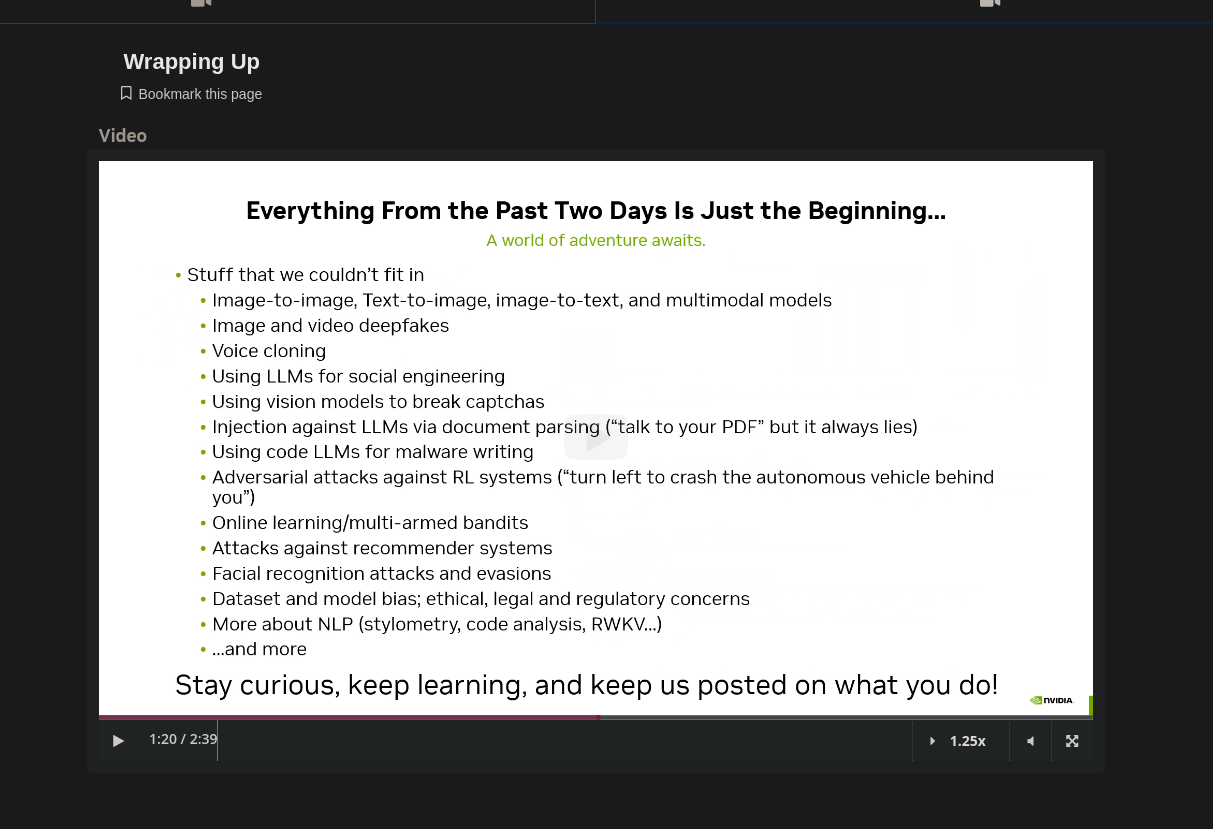 Wrapping Up
Bookmark this page
Video
Everything From the Past Two Days Is Just the Beginning...
A world of adventure awaits.
• Stuff that we couldn’t fit in
• Image-to-image, Text-to-image, image-to-text, and multimodal models
• Image and video deepfakes
• Voice cloning
• Using LLMs for social engineering
• Using vision models to break captchas
• Injection against LLMs via document parsing (“talk to your PDF” but it always lies)
• Using code LLMs for malware writing
• Adversarial attacks against RL systems (“turn left to crash the autonomous vehicle behind
you”)
• Online learning/multi-armed bandits
• Attacks against recommender systems
• Facial recognition attacks and evasions
• Dataset and model bias; ethical, legal and regulatory concerns
• More about NLP (stylometry, code analysis, RWKV...)
• ...and more
Stay curious, keep learning, and keep us posted on what you do!
NVIDIA
1:20 / 2:39
1.25x